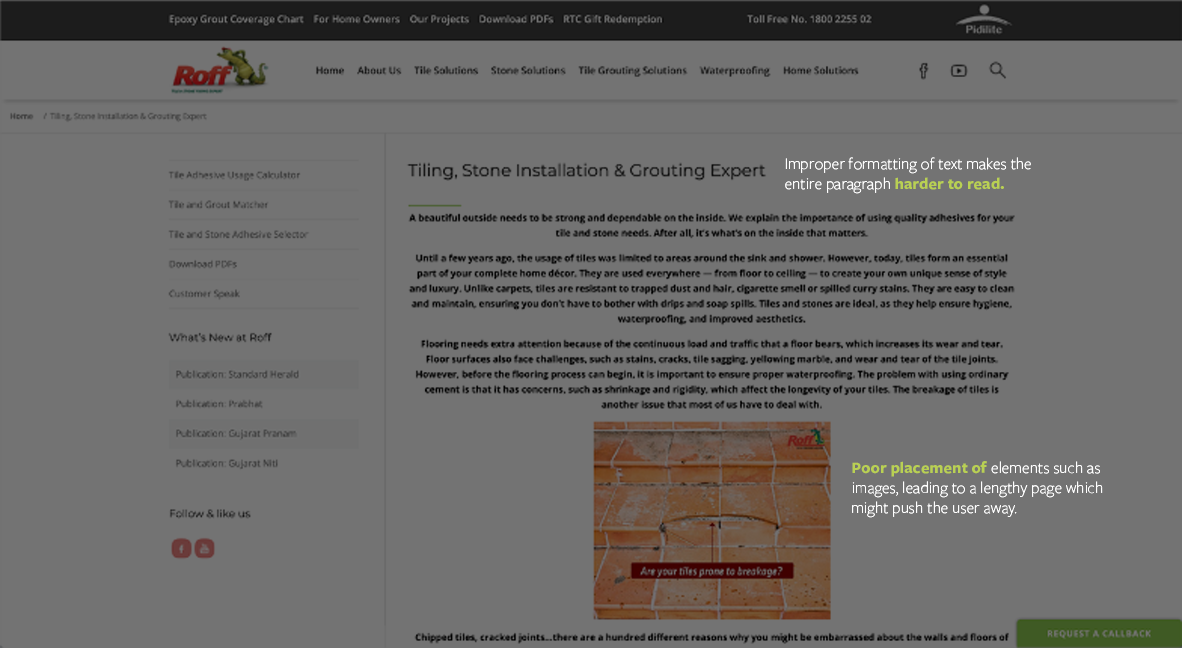 Epoxy Grout Coverage Chart For Home Owners Our Projects Download PDFs RTC Gift Redemption Toll Free No. 1800 2255 02
Pidilite
Roff
Home About Us Tile Solutions Stone Solutions Tile Grouting Solutions Waterproofing Home Solutions
Home / Tiling, Stone Installation & Grouting Expert
Tile Adhesive Usage Calculator
Tile and Grout Matcher
Tile and Stone Adhesive Selector
Download PDFs
Customer Speak
What's New at Roff
Publication: Standard Herald
Publication: Prabhat
Publication: Gujarat Pranam
Publication: Gujarat Niti
Follow & like us
Tiling, Stone Installation & Grouting Expert
Improper formatting of text makes the
entire paragraph harder to read.
A beautiful outside needs to be strong and dependable on the inside. We explain the importance of using quality adhesives for your
tile and stone needs. After all, it's what's on the inside that matters.
Until a few years ago, the usage of tiles was limited to areas around the sink and shower. However, today, tiles form an essential
part of your complete home décor. They are used everywhere — from floor to ceiling — to create your own unique sense of style
and luxury. Unlike carpets, tiles are resistant to trapped dust and hair, cigarette smell or spilled curry stains. They are easy to clean
and maintain, ensuring you don't have to bother with drips and soap spills. Tiles and stones are ideal, as they help ensure hygiene,
waterproofing, and improved aesthetics.
Flooring needs extra attention because of the continuous load and traffic that a floor bears, which increases its wear and tear.
Floor surfaces also face challenges, such as stains, cracks, tile sagging, yellowing marble, and wear and tear of the tile joints.
However, before the flooring process can begin, it is important to ensure proper waterproofing. The problem with using ordinary
cement is that it has concerns, such as shrinkage and rigidity, which affect the longevity of your tiles. The breakage of tiles is
another issue that most of us have to deal with.
Roff
Are your tiles prone to breakage?
Poor placement of elements such as
images, leading to a lengthy page which
might push the user away.
Chipped tiles, cracked joints...there are a hundred different reasons why you might be embarrassed about the walls and floors of
REQUEST A CALLBACK